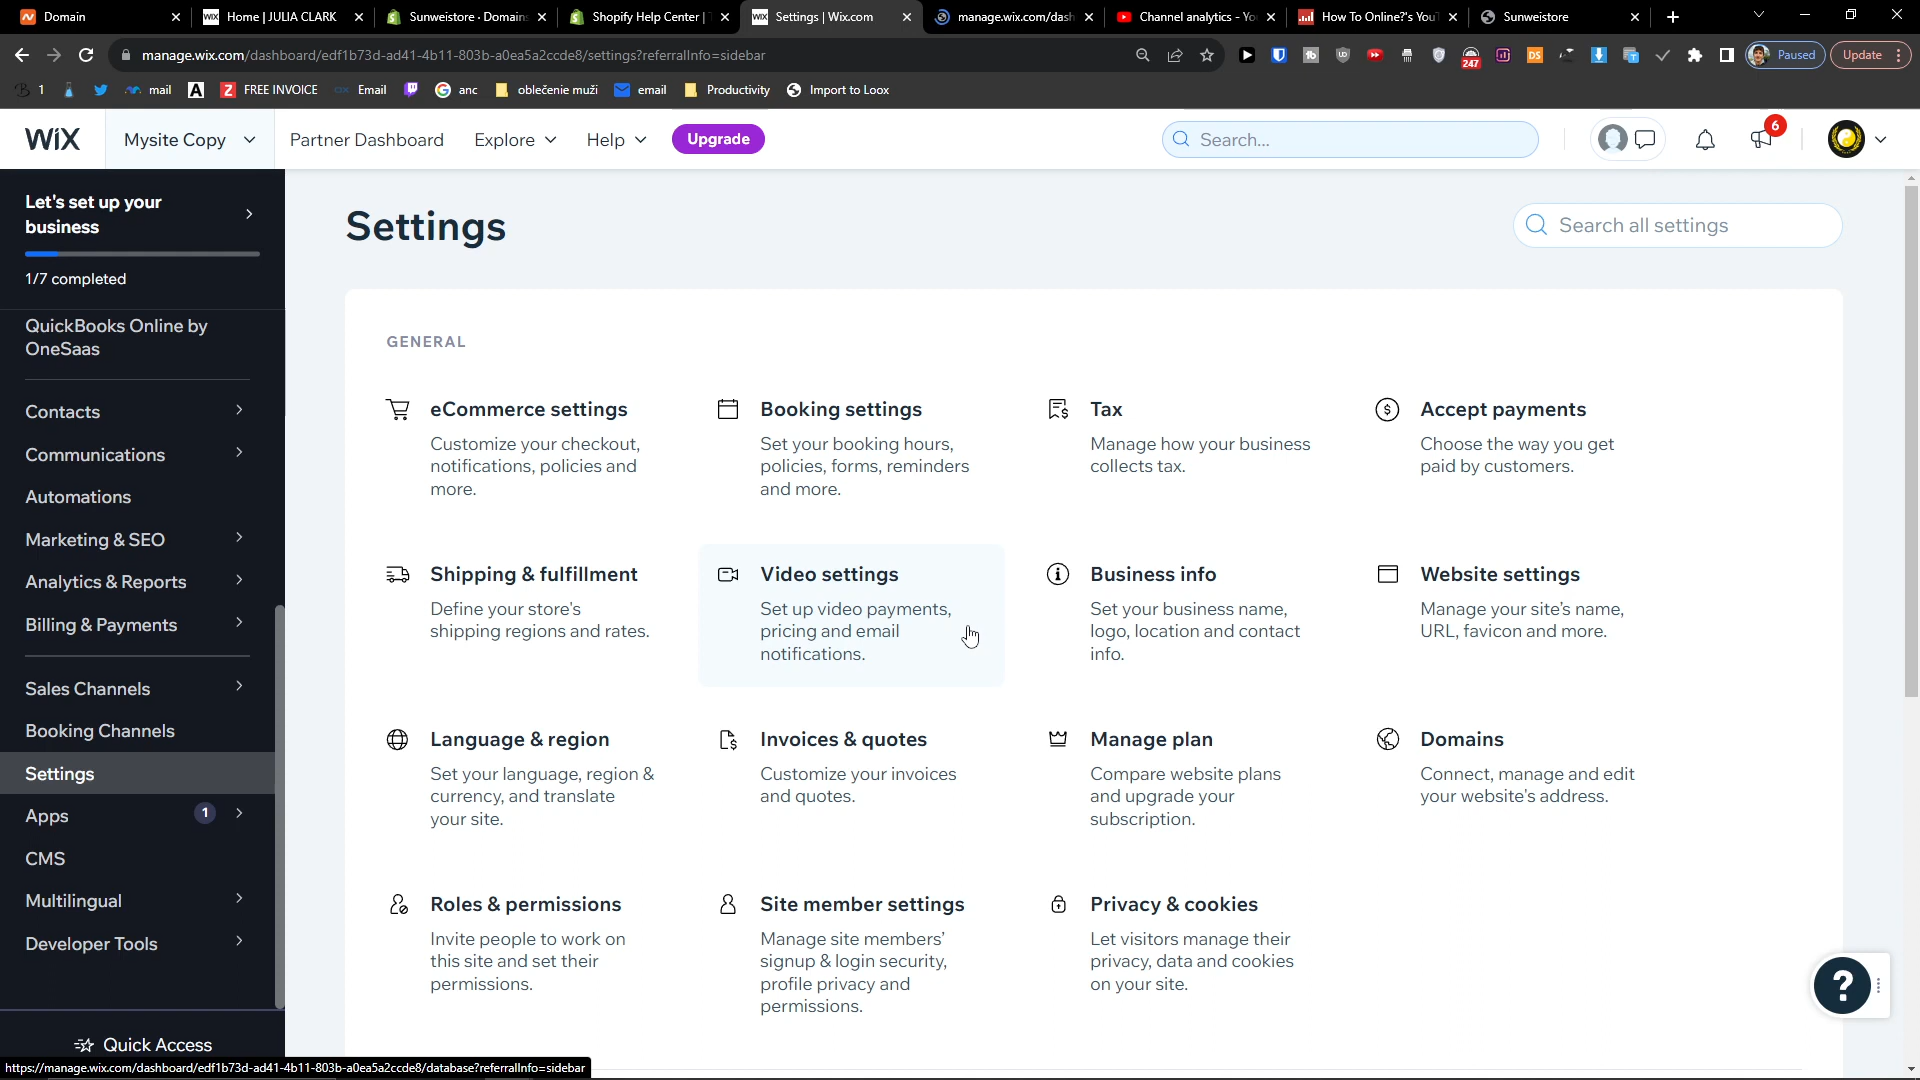 Domain
Home | JULIA CLARK
Sunweistore · Domains
Shopify Help Center |
Settings | Wix.com
manage.wix.com/dash
Channel analytics - Yo
How To Online?'s YouT
Sunweistore
manage.wix.com/dashboard/edf1b73d-ad41-4b11-803b-a0ea5a2ccde8/settings?referralInfo=sidebar
247
Paused
Update
1
mail
FREE INVOICE
Email
anc
oblečenie muži
email
Productivity
Import to Loox
WiX
Mysite Copy
Partner Dashboard
Explore
Help
Upgrade
Search...
6
Let's set up your
business
1/7 completed
QuickBooks Online by
OneSaas
Contacts
Communications
Automations
Marketing & SEO
Analytics & Reports
Billing & Payments
Sales Channels
Booking Channels
Settings
Apps
1
CMS
Multilingual
Developer Tools
Quick Access
Settings
Search all settings
GENERAL
eCommerce settings
Customize your checkout,
notifications, policies and
more.
Booking settings
Set your booking hours,
policies, forms, reminders
and more.
Tax
Manage how your business
collects tax.
Accept payments
Choose the way you get
paid by customers.
Shipping & fulfillment
Define your store's
shipping regions and rates.
Video settings
Set up video payments,
pricing and email
notifications.
Business info
Set your business name,
logo, location and contact
info.
Website settings
Manage your site's name,
URL, favicon and more.
Language & region
Set your language, region &
currency, and translate
your site.
Invoices & quotes
Customize your invoices
and quotes.
Manage plan
Compare website plans
and upgrade your
subscription.
Domains
Connect, manage and edit
your website's address.
Roles & permissions
Invite people to work on
this site and set their
permissions.
Site member settings
Manage site members'
signup & login security,
profile privacy and
permissions.
Privacy & cookies
Let visitors manage their
privacy, data and cookies
on your site.
?
https://manage.wix.com/dashboard/edf1b73d-ad41-4b11-803b-a0ea5a2ccde8/database?referralInfo=sidebar